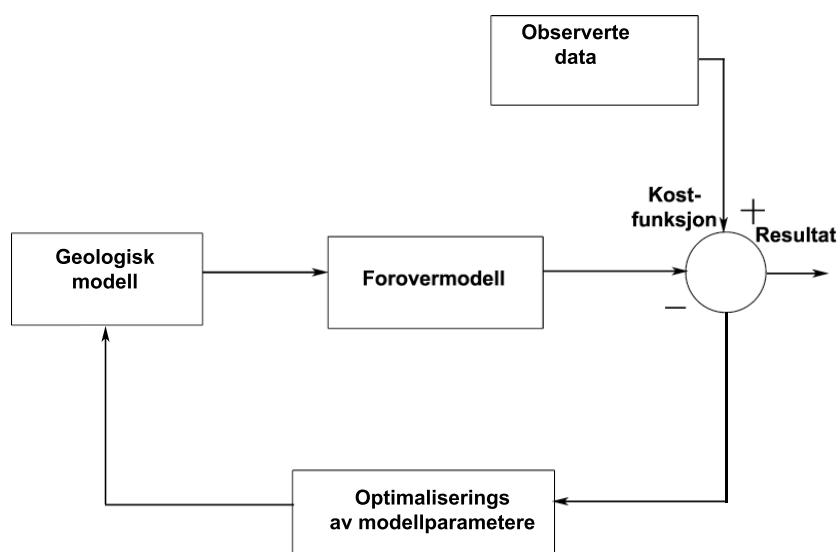 Observerte
data
Kost-
funksjon
+
Resultat
Geologisk
modell
Forovermodell
−
Optimaliserings
av modellparametere